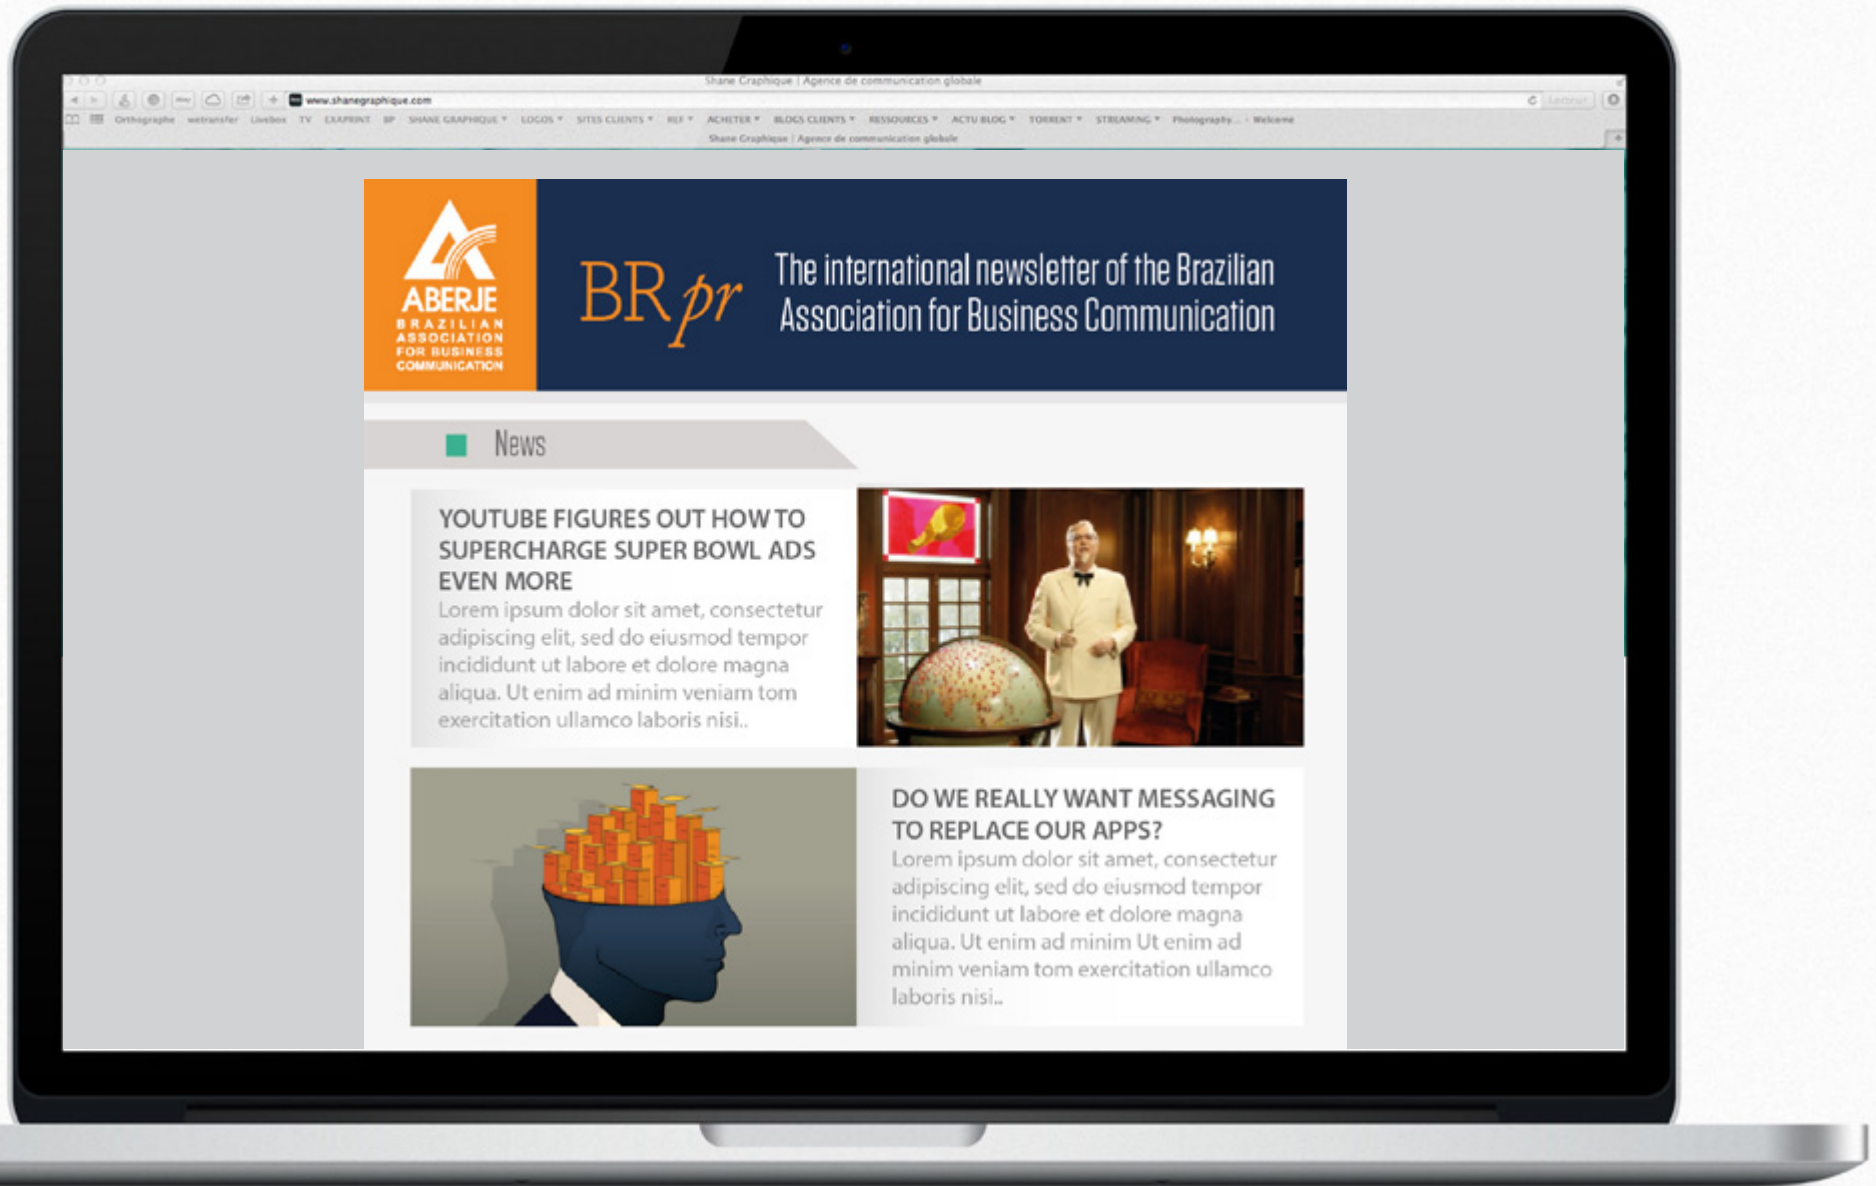 Shane Graphique | Agence de communication globale
www.shanegraphique.com
Orthographe wetransfer Livebox TV EXAPRINT BP SHANE GRAPHIQUE LOGOS SITES CLIENTS REF ACHETER BLOGS CLIENTS RESSOURCES ACTU BLOG TORRENT STREAMING Photography... - Welcome
Shane Graphique | Agence de communication globale
ABERJE
BRAZILIAN
ASSOCIATION
FOR BUSINESS
COMMUNICATION
BR pr
The international newsletter of the Brazilian
Association for Business Communication
News
YOUTUBE FIGURES OUT HOW TO
SUPERCHARGE SUPER BOWL ADS
EVEN MORE
Lorem ipsum dolor sit amet, consectetur
adipiscing elit, sed do eiusmod tempor
incididunt ut labore et dolore magna
aliqua. Ut enim ad minim veniam tom
exercitation ullamco laboris nisi..
DO WE REALLY WANT MESSAGING
TO REPLACE OUR APPS?
Lorem ipsum dolor sit amet, consectetur
adipiscing elit, sed do eiusmod tempor
incididunt ut labore et dolore magna
aliqua. Ut enim ad minim Ut enim ad
minim veniam tom exercitation ullamco
laboris nisi..